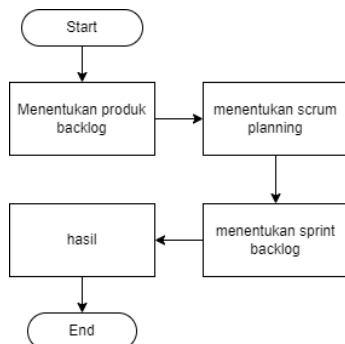 Start
Menentukan produk
backlog
menentukan scrum
planning
menentukan sprint
backlog
hasil
End